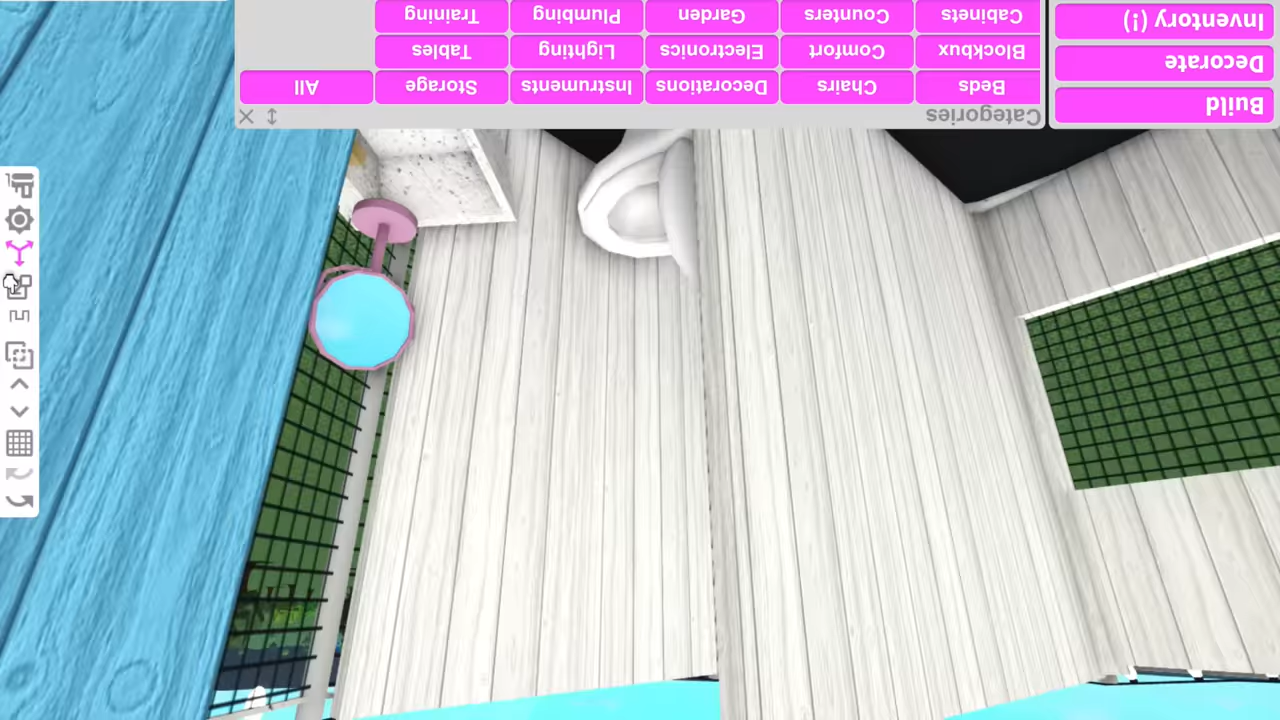 Build
Decorate
Inventory (!)
Categories
Beds Chairs Decorations Instruments Storage All
Blockbux Comfort Electronics Lighting Tables
Cabinets Counters Garden Plumbing Training